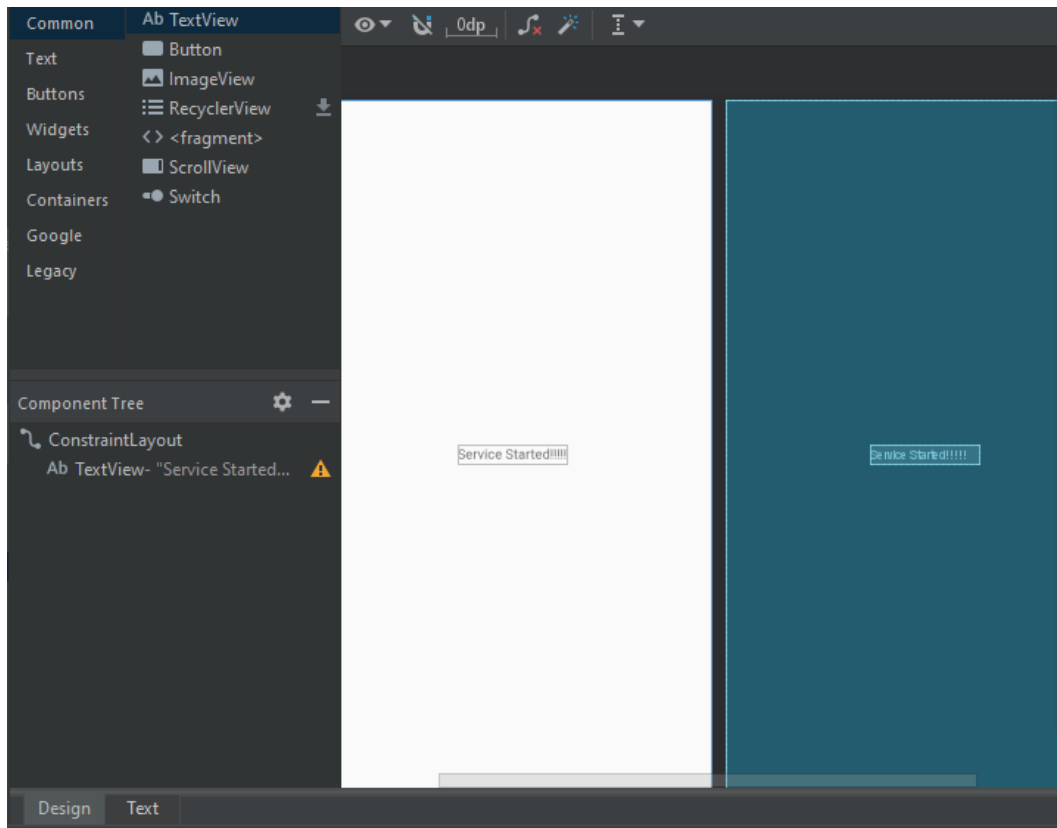 Common
Text
Buttons
Widgets
Layouts
Containers
Google
Legacy
Ab TextView
Button
ImageView
RecyclerView
<fragment>
ScrollView
Switch
0dp
Component Tree
ConstraintLayout
Ab TextView- "Service Started...
Service Started!!!!!
Service Started!!!!!
Design Text